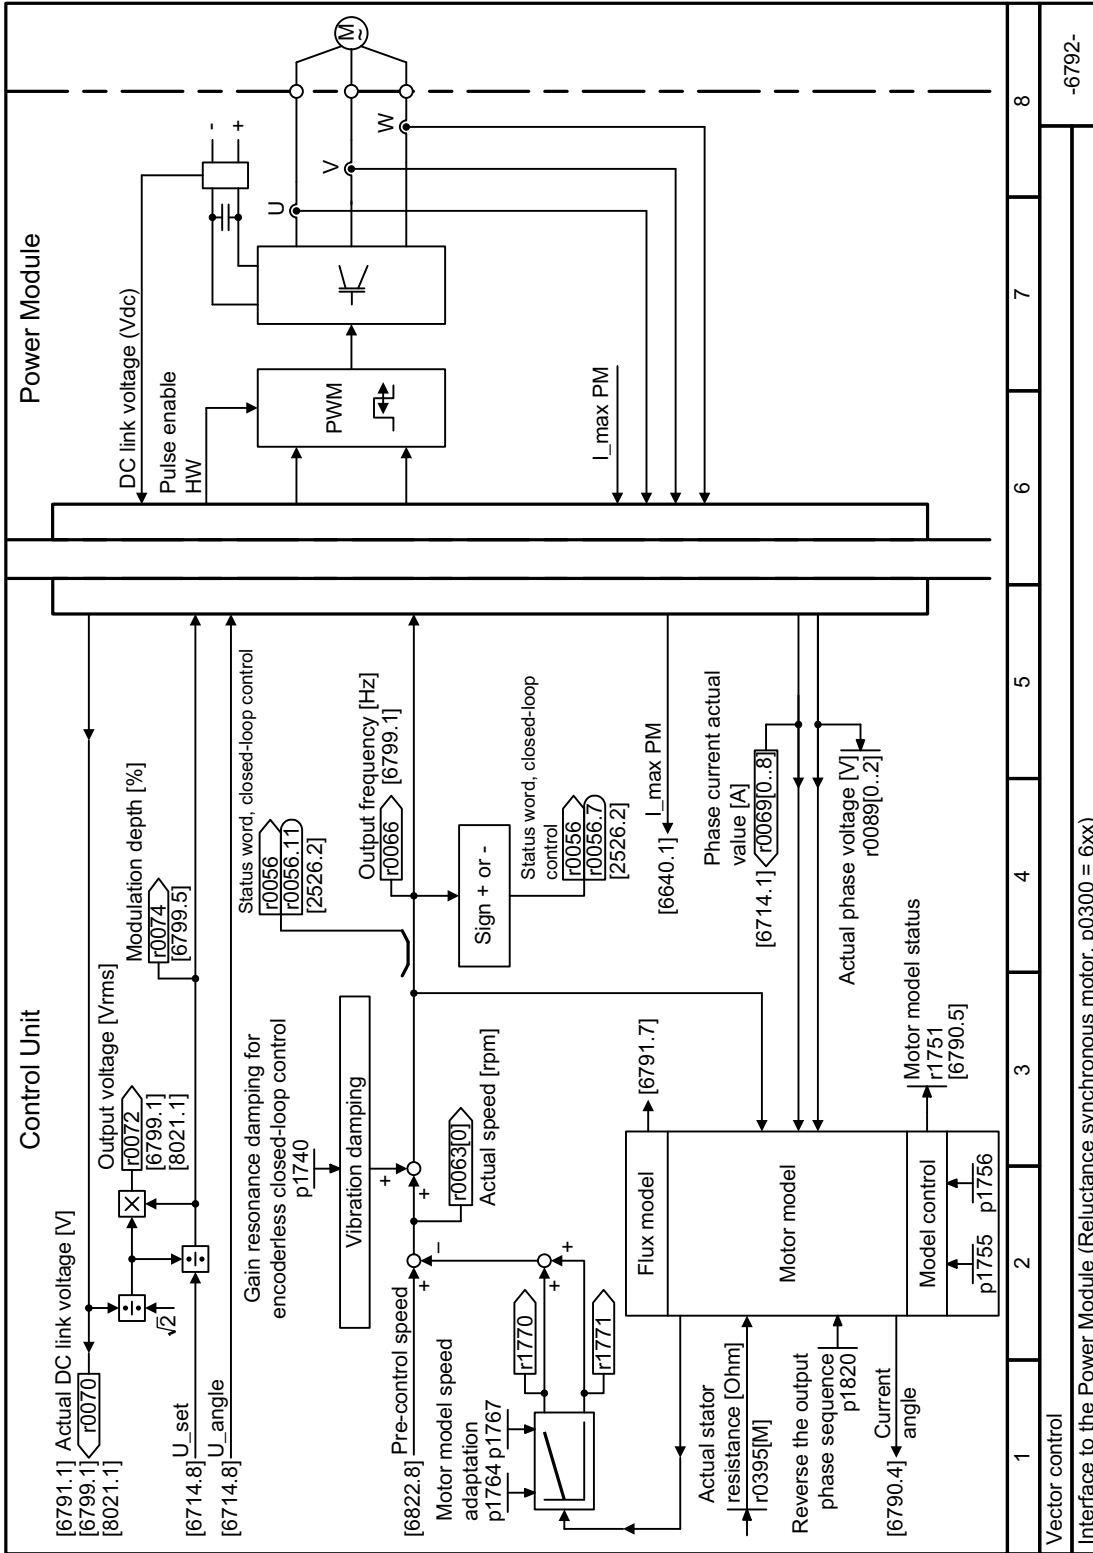 Control Unit
Power Module
[6791.1]
[6799.1]
[8021.1]
Actual DC link voltage [V]
r0070
√2
÷
÷
×
Output voltage [Vrms]
r0072
[6799.1]
[8021.1]
Modulation depth [%]
r0074
[6799.5]
[6714.8]
U_set
[6714.8]
U_angle
Status word, closed-loop control
r0056
r0056.11
[2526.2]
Gain resonance damping for
encoderless closed-loop control
p1740
Vibration damping
Output frequency [Hz]
r0066
[6799.1]
[6822.8]
Pre-control speed
+
–
+
+
r0063[0]
Actual speed [rpm]
Sign + or -
Status word, closed-loop
control
r0056
r0056.7
[2526.2]
Motor model speed
adaptation
p1764 p1767
r1770
r1771
+
+
[6640.1]
I_max PM
Phase current actual
value [A]
[6714.1]
r0069[0..8]
Actual phase voltage [V]
r0089[0..2]
Flux model
[6791.7]
Motor model
Model control
Motor model status
r1751
[6790.5]
p1755
p1756
Actual stator
resistance [Ohm]
r0395[M]
Reverse the output
phase sequence
p1820
[6790.4]
Current
angle
DC link voltage (Vdc)
Pulse enable
HW
PWM
-
+
U
V
W
M
~
I_max PM
1
2
3
4
5
6
7
8
Vector control
-6792-
Interface to the Power Module (Reluctance synchronous motor, p0300 = 6xx)